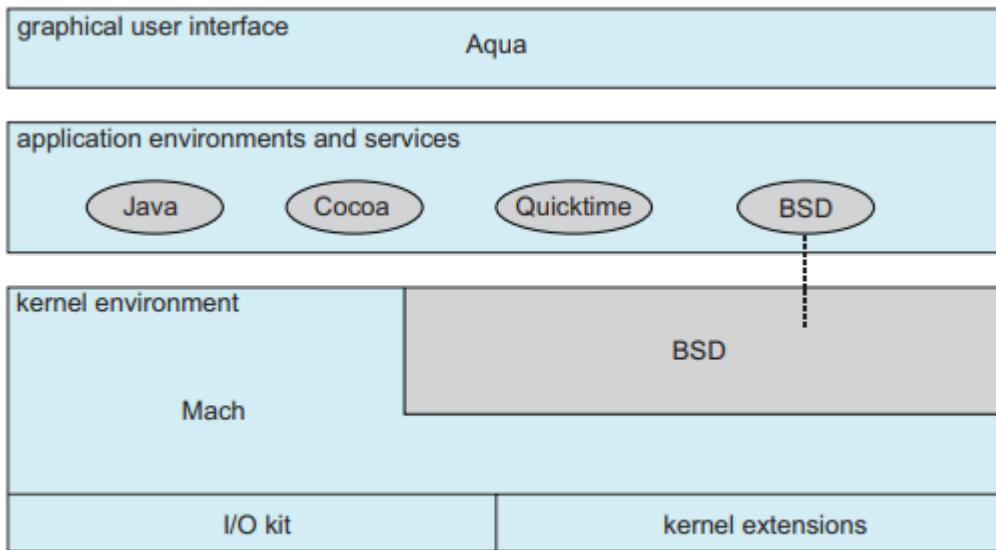 graphical user interface
Aqua
application environments and services
Java
Cocoa
Quicktime
BSD
kernel environment
BSD
Mach
I/O kit
kernel extensions